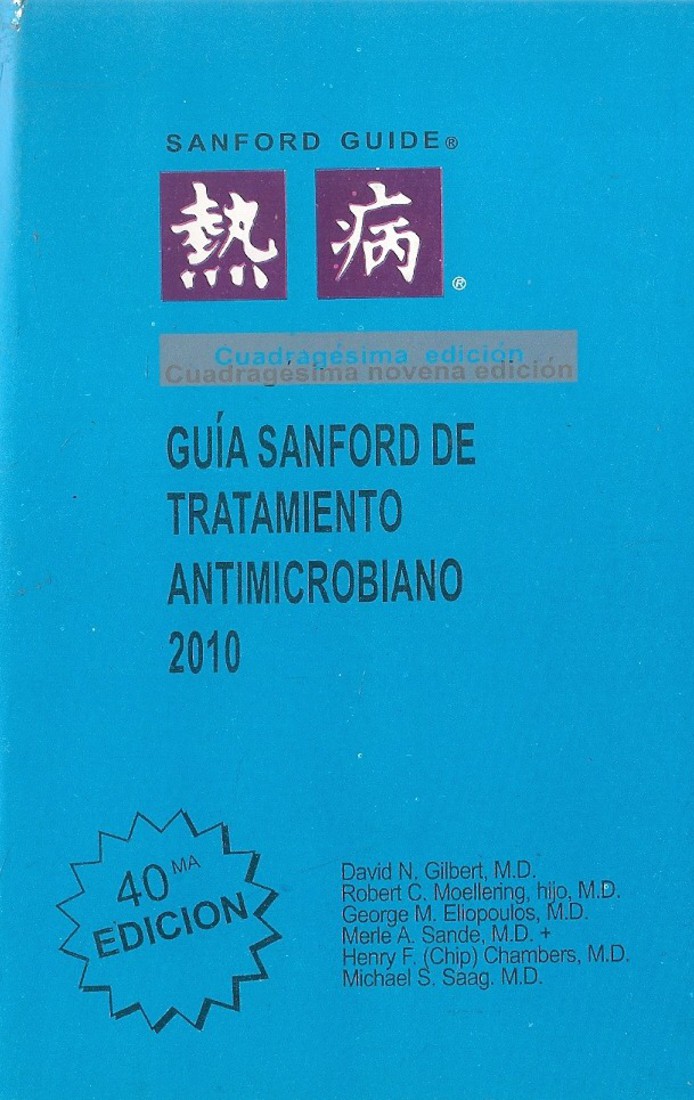 SANFORD GUIDE®
熱 病 ®
Cuadragésima edición
Cuadragésima novena edición
GUÍA SANFORD DE
TRATAMIENTO
ANTIMICROBIANO
2010
40 MA
EDICION
David N. Gilbert, M.D.
Robert C. Moellering, hijo, M.D.
George M. Eliopoulos, M.D.
Merle A. Sande, M.D. +
Henry F. (Chip) Chambers, M.D.
Michael S. Saag. M.D.